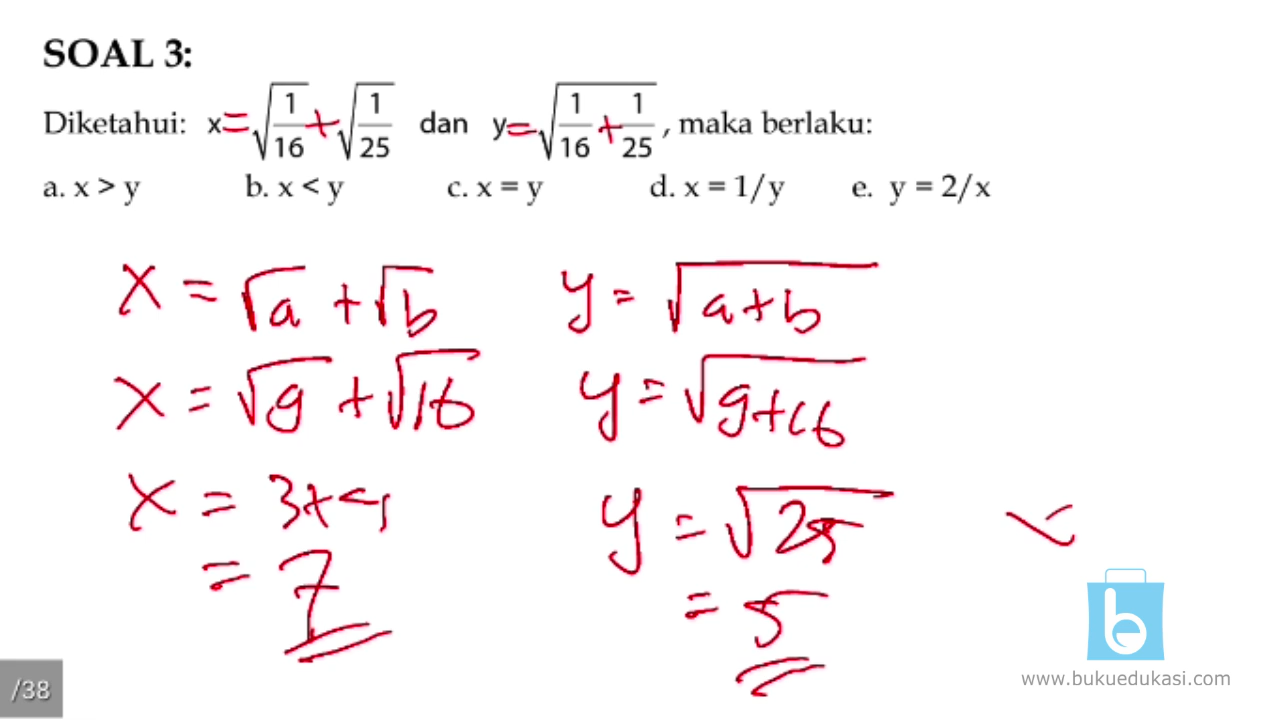 SOAL 3:
Diketahui: x = √(1/16) + √(1/25) dan y = √(1/16 + 1/25), maka berlaku:
a. x > y b. x < y c. x = y d. x = 1/y e. y = 2/x
x = √a + √b y = √(a+b)
x = √9 + √16 y = √(9+16)
x = 3+4 y = √25
= 7 = 5
b
www.bukuedukasi.com
/38